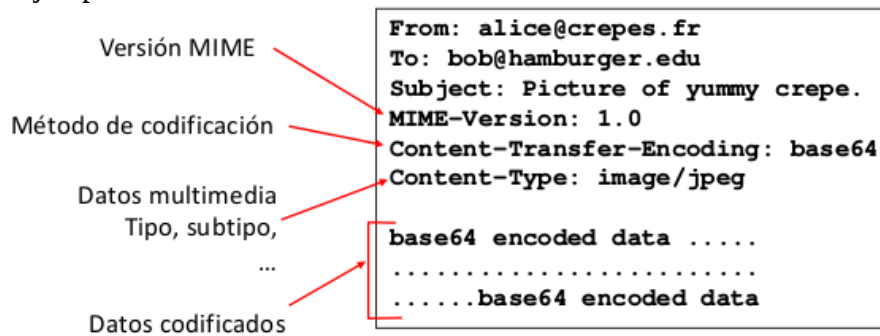 From: alice@crepes.fr
To: bob@hamburger.edu
Subject: Picture of yummy crepe.
MIME-Version: 1.0
Content-Transfer-Encoding: base64
Content-Type: image/jpeg
base64 encoded data .....
.........................
......base64 encoded data
Versión MIME
Método de codificación
Datos multimedia
Tipo, subtipo,
...
Datos codificados